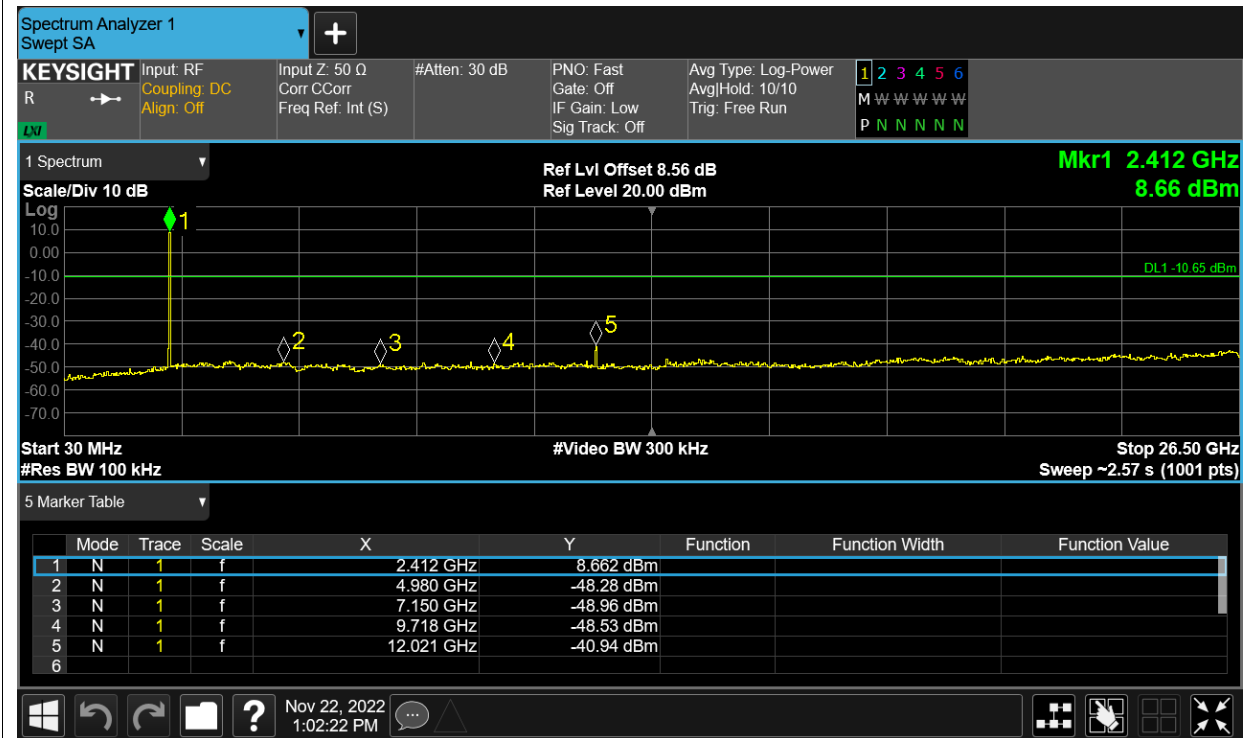 Spectrum Analyzer 1
Swept SA
KEYSIGHT
R
LXI
Input: RF
Coupling: DC
Align: Off
Input Z: 50 Ω
Corr CCorr
Freq Ref: Int (S)
#Atten: 30 dB
PNO: Fast
Gate: Off
IF Gain: Low
Sig Track: Off
Avg Type: Log-Power
Avg|Hold: 10/10
Trig: Free Run
1 2 3 4 5 6
M W W W W W
P N N N N N
1 Spectrum
Scale/Div 10 dB
Ref Lvl Offset 8.56 dB
Ref Level 20.00 dBm
Mkr1 2.412 GHz
8.66 dBm
Log
10.0
0.00
-10.0
-20.0
-30.0
-40.0
-50.0
-60.0
-70.0
1
2
3
4
5
DL1 -10.65 dBm
Start 30 MHz
#Video BW 300 kHz
Stop 26.50 GHz
#Res BW 100 kHz
Sweep ~2.57 s (1001 pts)
5 Marker Table
Mode Trace Scale X Y Function Function Width Function Value
1 N 1 f 2.412 GHz 8.662 dBm
2 N 1 f 4.980 GHz -48.28 dBm
3 N 1 f 7.150 GHz -48.96 dBm
4 N 1 f 9.718 GHz -48.53 dBm
5 N 1 f 12.021 GHz -40.94 dBm
6
?
Nov 22, 2022
1:02:22 PM